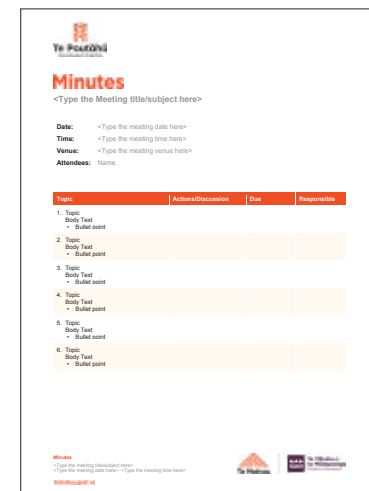 Te Poutāhū
Minutes
<Type the Meeting title/subject here>
Date: <Type the meeting date here>
Time: <Type the meeting time here>
Venue: <Type the meeting venue here>
Attendees: Name
Topic Actions/Discussion Due Responsible
1. Topic
Body Text
• Bullet point
2. Topic
Body Text
• Bullet point
3. Topic
Body Text
• Bullet point
4. Topic
Body Text
• Bullet point
5. Topic
Body Text
• Bullet point
6. Topic
Body Text
• Bullet point
Minutes
<Type the meeting title/subject here>
<Type the meeting date here> <Type the meeting time here>
Te Mahau